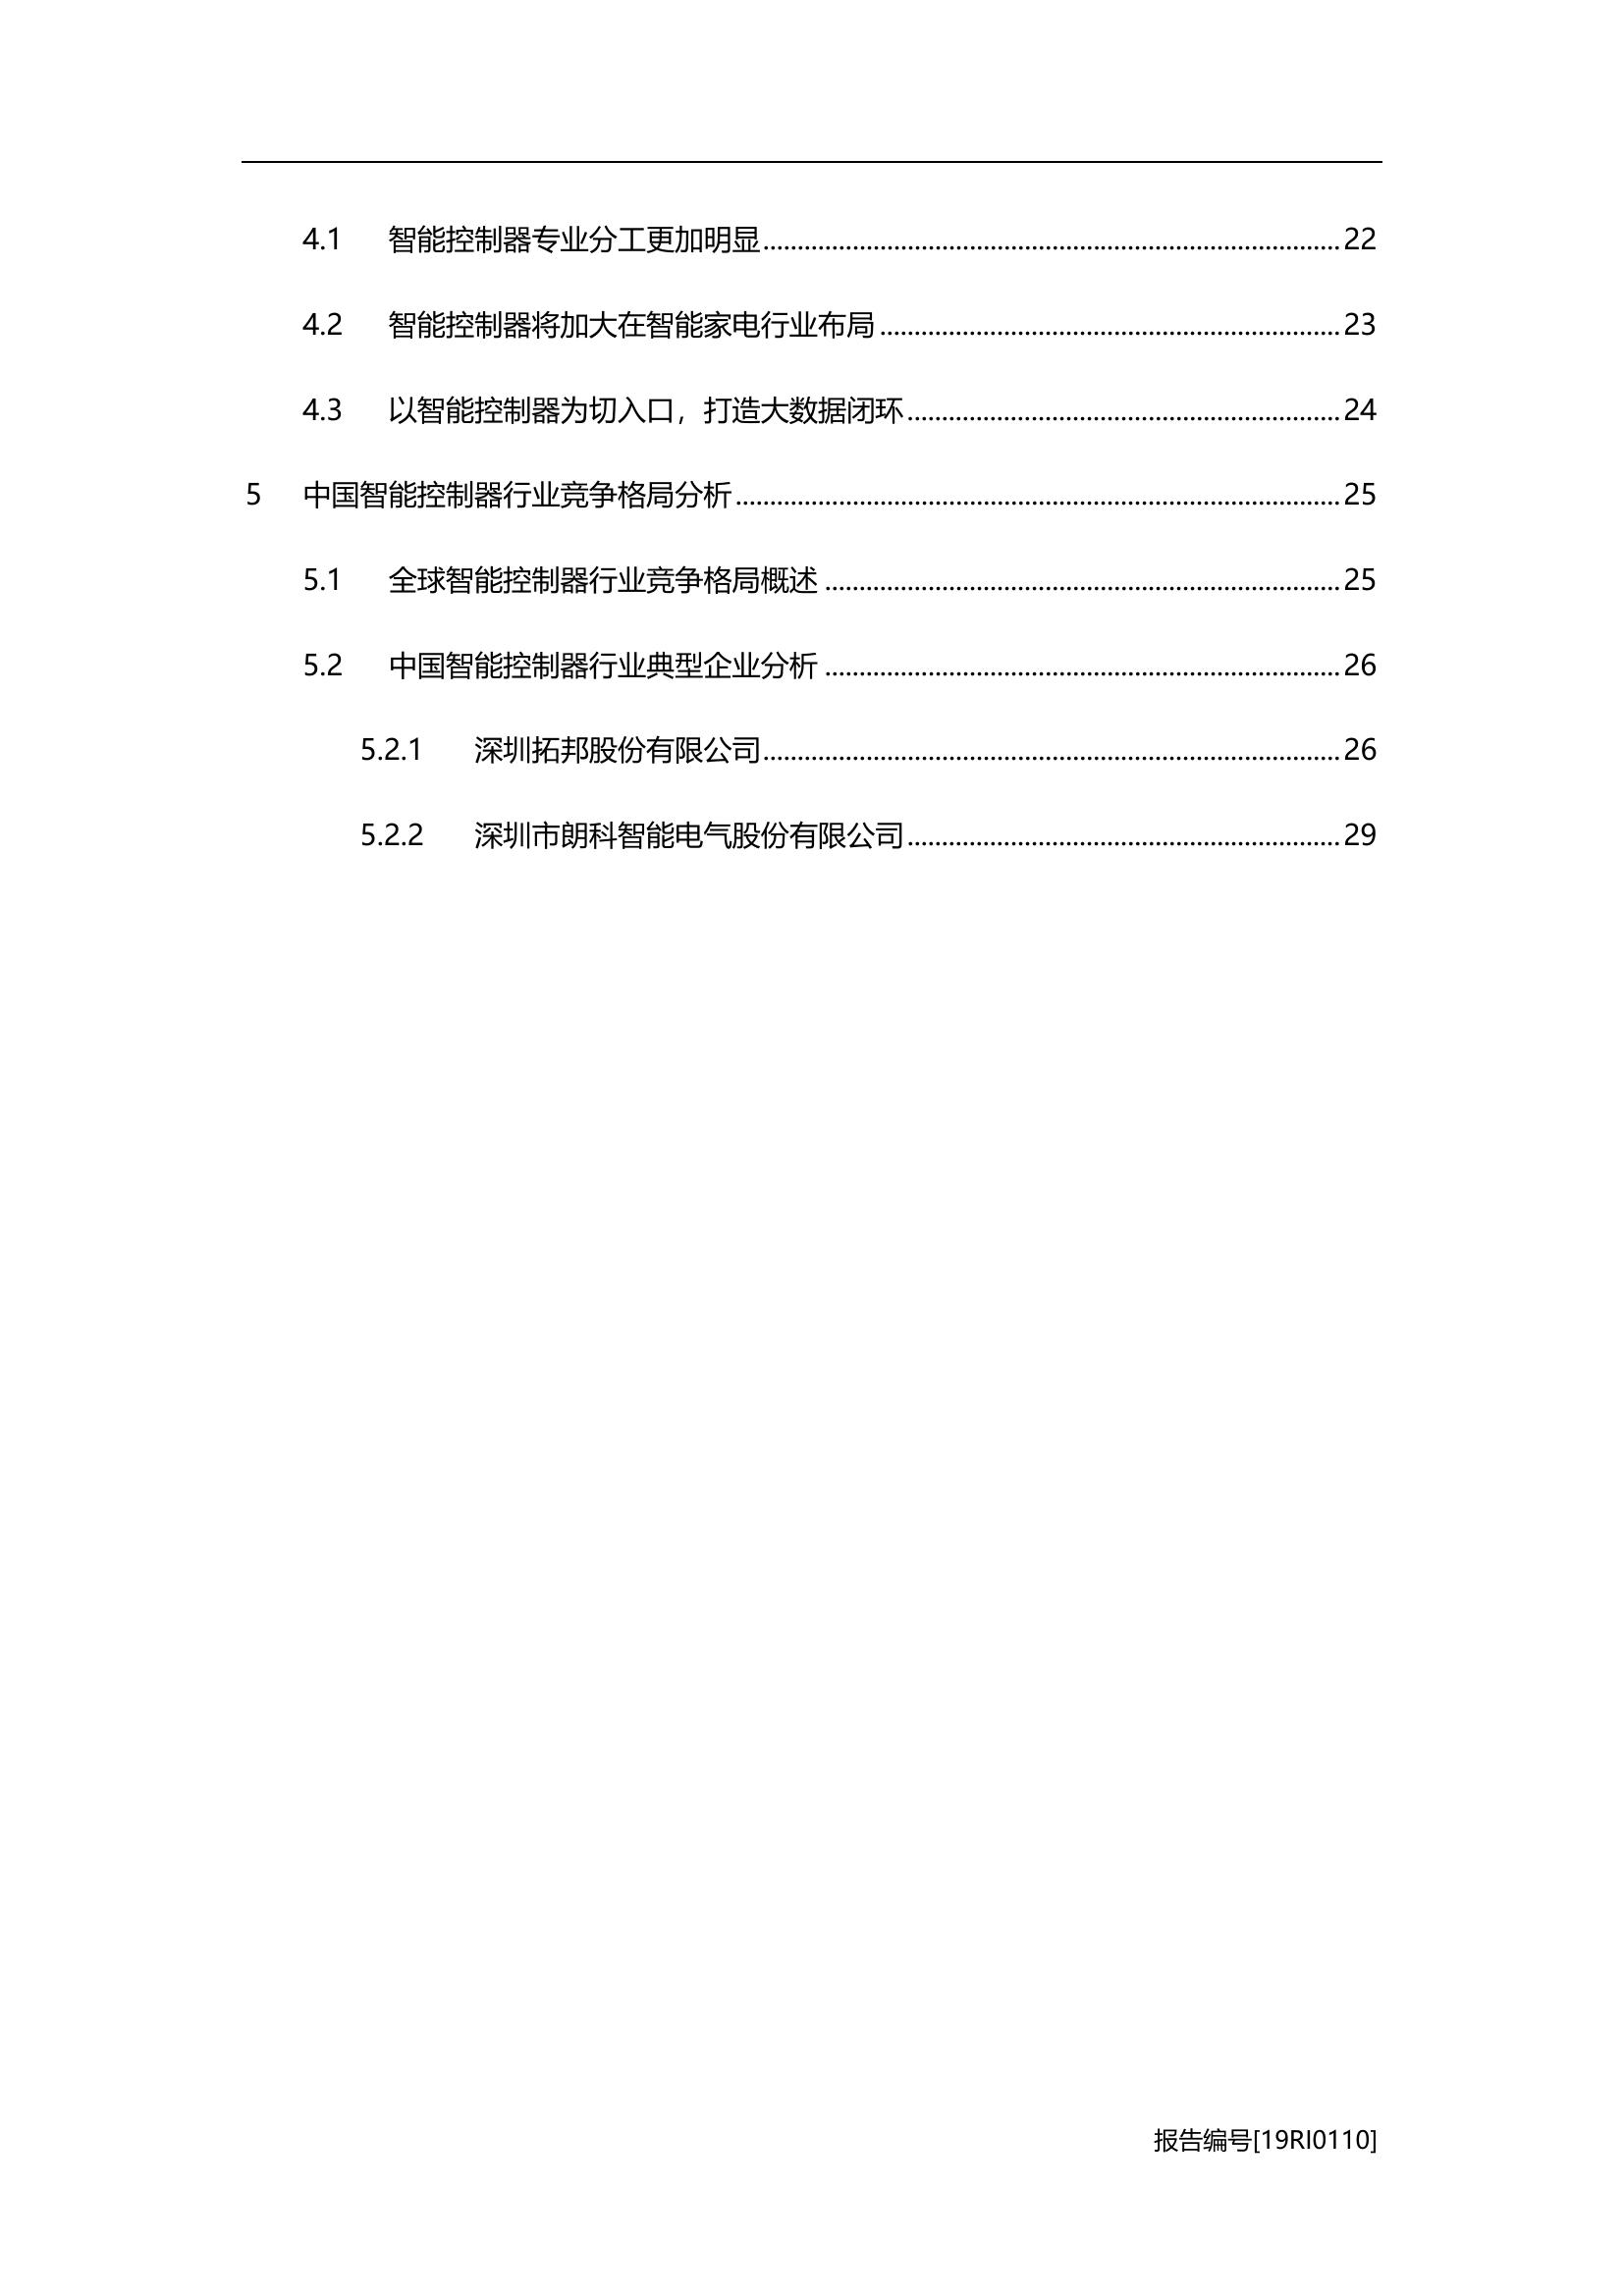 4.1 智能控制器专业分工更加明显........................................22
4.2 智能控制器将加大在智能家电行业布局........................................23
4.3 以智能控制器为切入口，打造大数据闭环........................................24
5 中国智能控制器行业竞争格局分析........................................25
5.1 全球智能控制器行业竞争格局概述........................................25
5.2 中国智能控制器行业典型企业分析........................................26
5.2.1 深圳拓邦股份有限公司........................................26
5.2.2 深圳市朗科智能电气股份有限公司........................................29
报告编号[19RI0110]